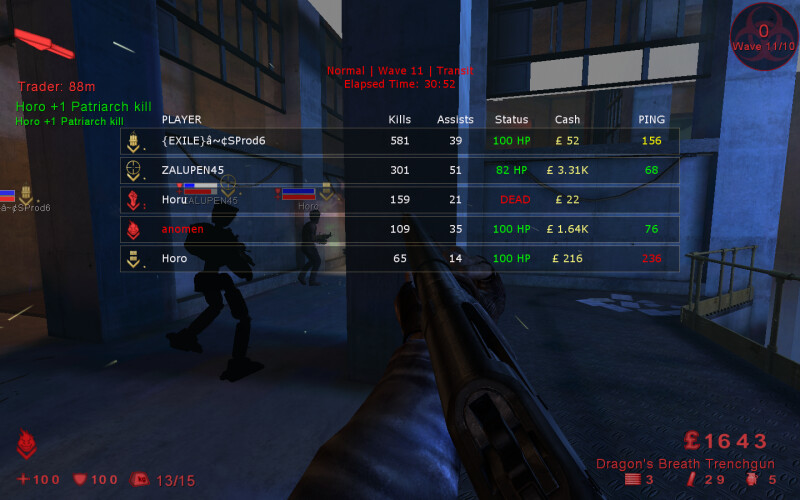 0
Wave 11/10
Trader: 88m
Horo +1 Patriarch kill
Horo +1 Patriarch kill
Normal | Wave 11 | Transit
Elapsed Time: 30:52
PLAYER Kills Assists Status Cash PING
{EXILE}â~¢SProd6 581 39 100 HP £ 52 156
ZALUPEN45 301 51 82 HP £ 3.31K 68
Horu 159 21 DEAD £ 22
anomen 109 35 100 HP £ 1.64K 76
Horo 65 14 100 HP £ 216 236
ZALUPEN45
Horo
â~¢SProd6
£1643
Dragon's Breath Trenchgun
100 100 13/15
3 29 5